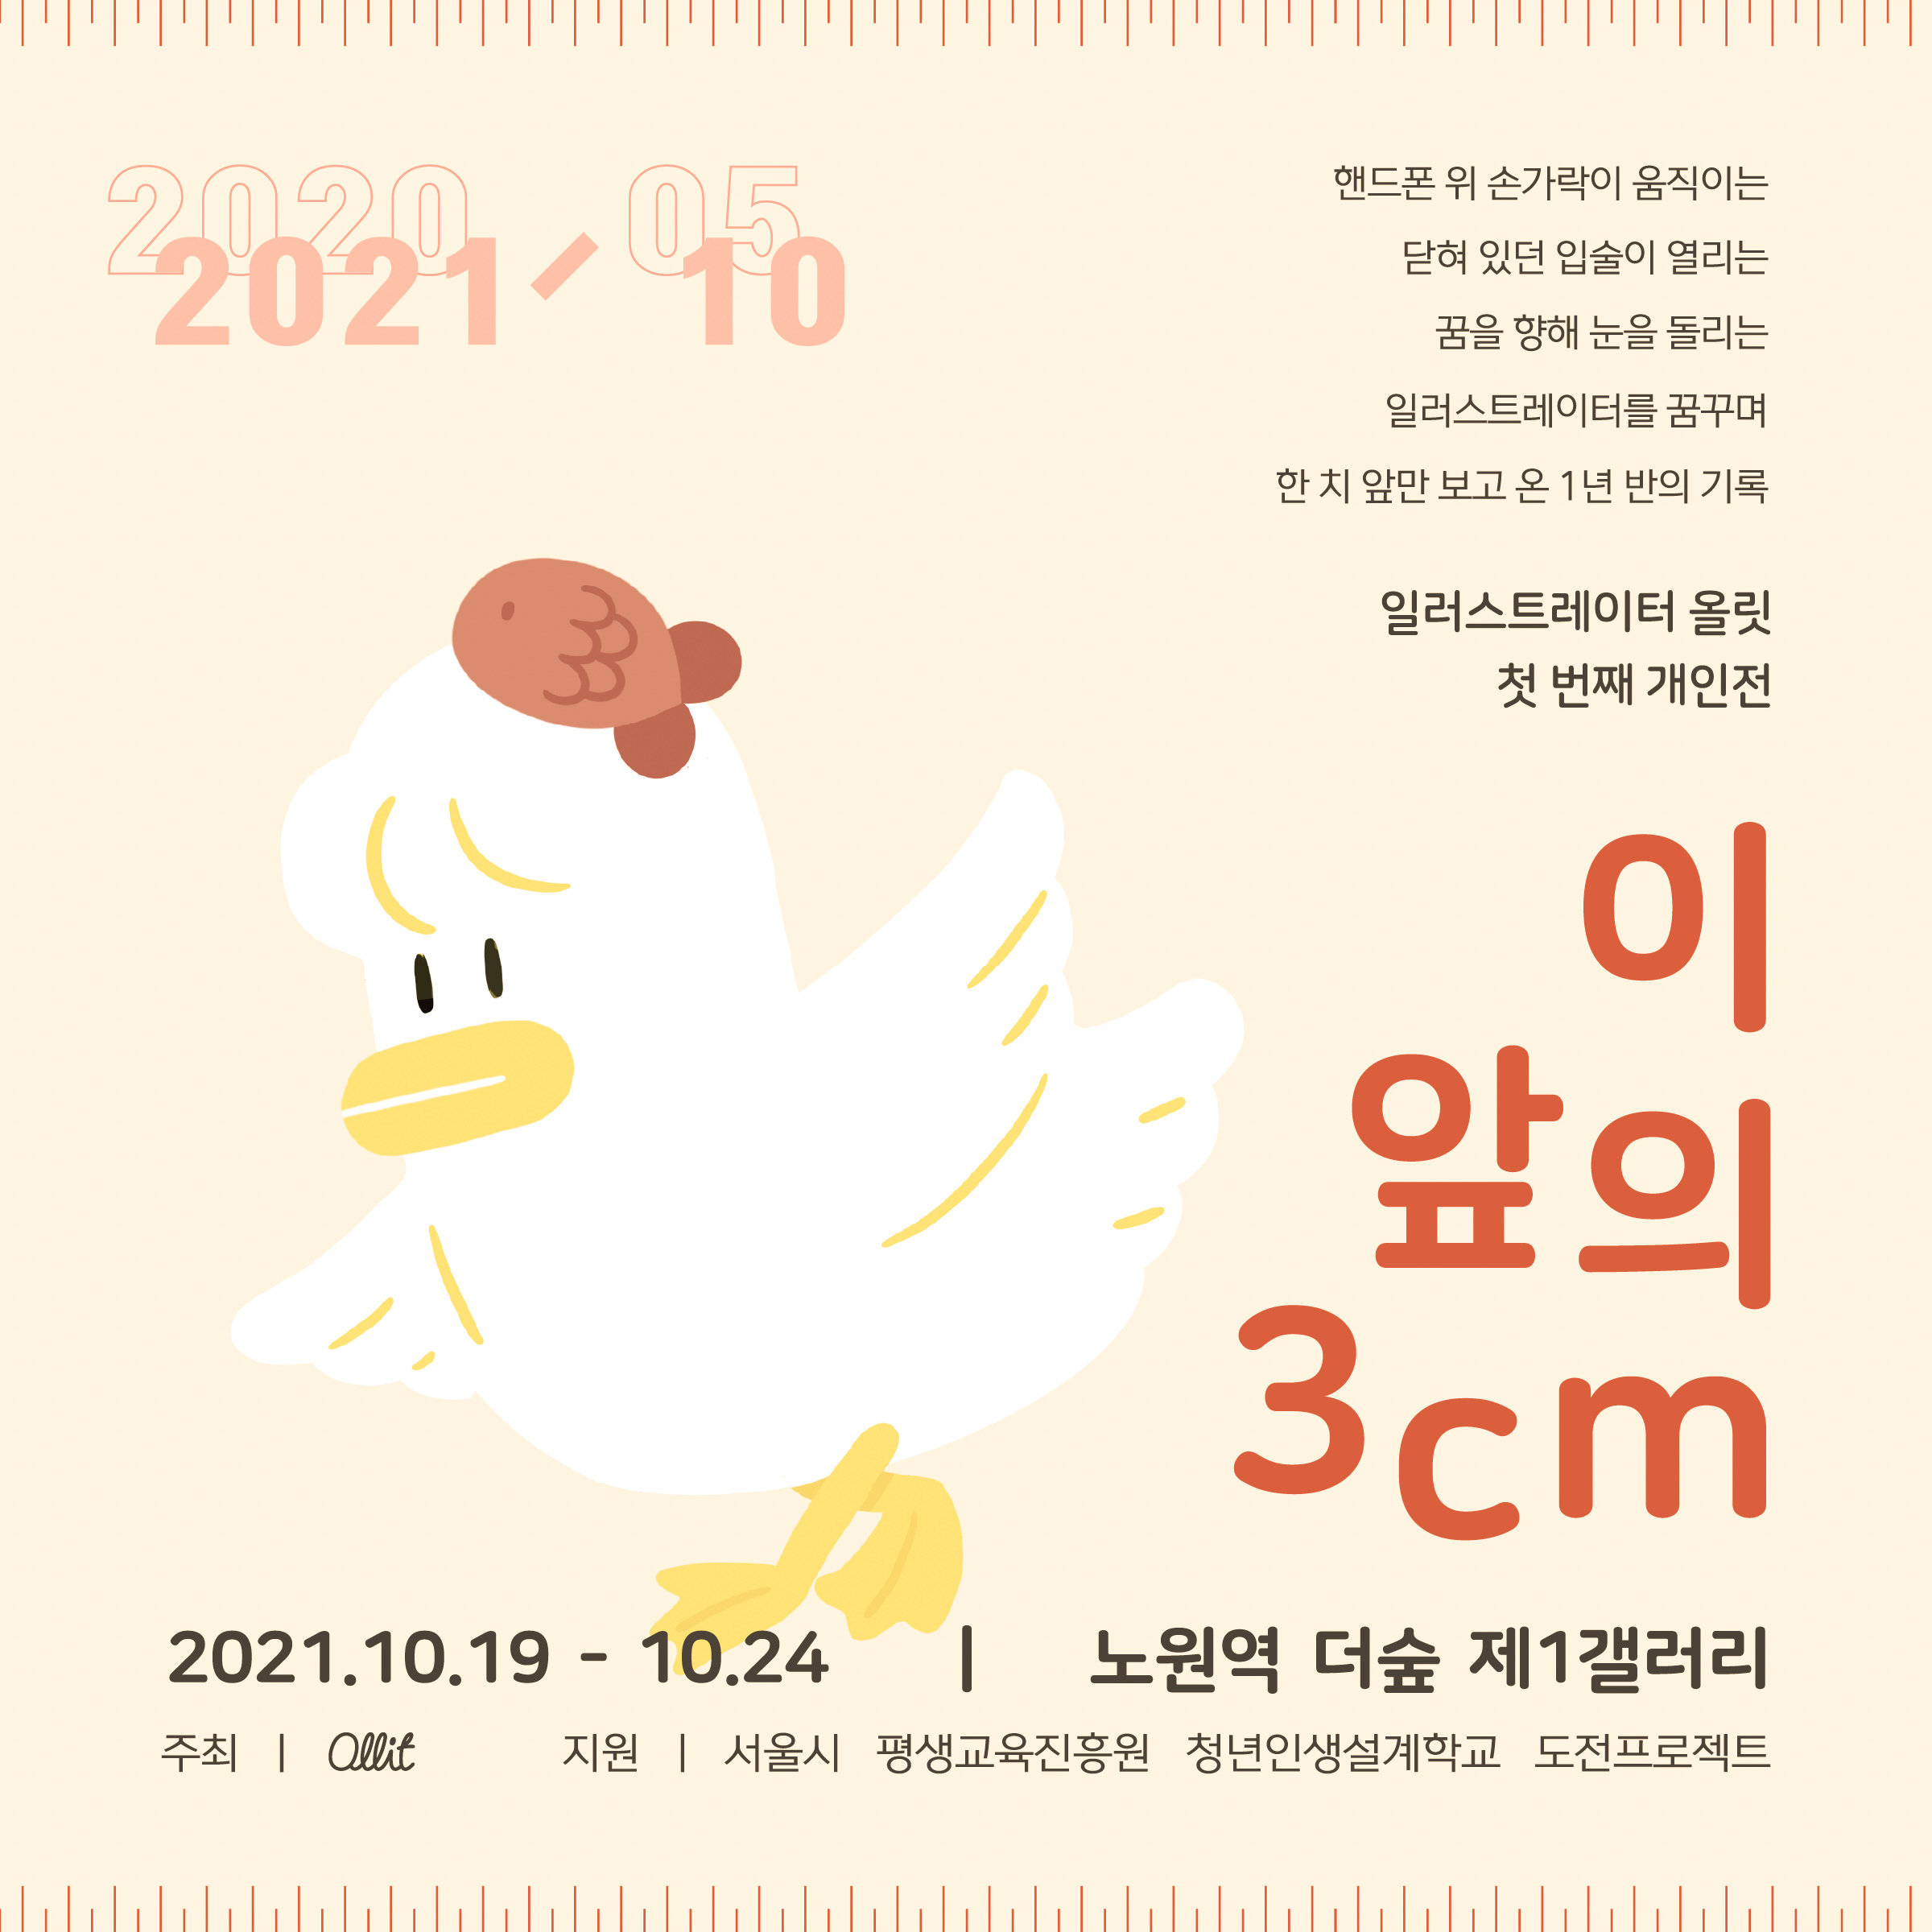 2020 05
2021/ 10
핸드폰 위 손가락이 움직이는
닫혀 있던 입술이 열리는
꿈을 향해 눈을 돌리는
일러스트레이터를 꿈꾸며
한 치 앞만 보고 온 1년 반의 기록
일러스트레이터 올릿
첫 번째 개인전
이
앞의
3cm
2021.10.19 - 10.24 | 노원역 더숲 제1갤러리
주최 | Ollit 지원 | 서울시 평생교육진흥원 청년인생설계학교 도전프로젝트